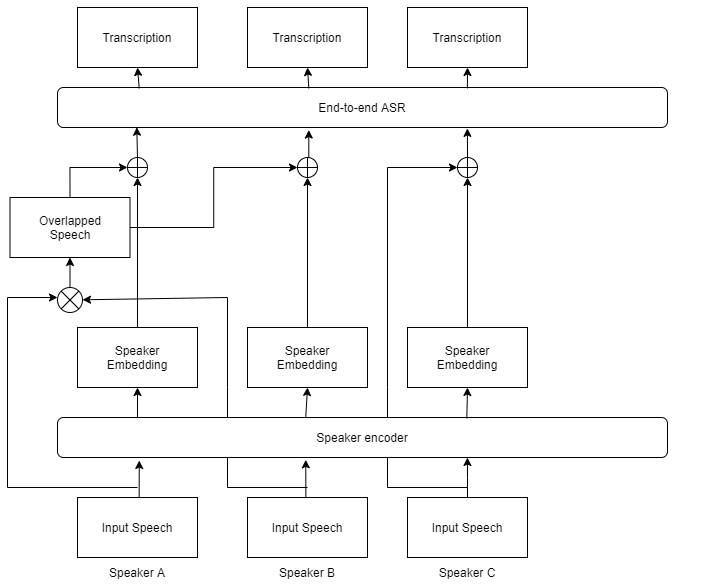 Transcription
Transcription
Transcription
End-to-end ASR
Overlapped
Speech
Speaker
Embedding
Speaker
Embedding
Speaker
Embedding
Speaker encoder
Input Speech
Input Speech
Input Speech
Speaker A
Speaker B
Speaker C